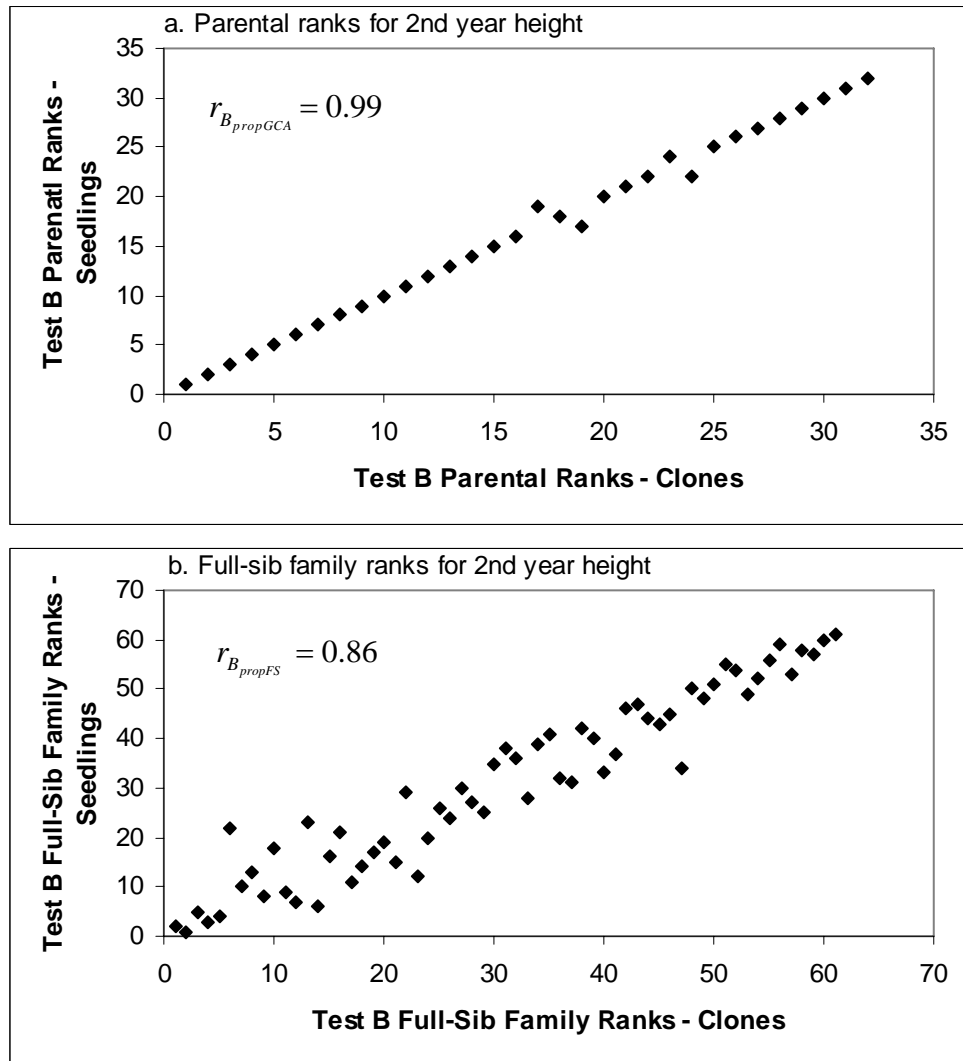 a. Parental ranks for 2nd year height
Test B Parenatl Ranks -
Seedlings
35
30
25
20
15
10
5
0
r_{B_{propGCA}} = 0.99
0 5 10 15 20 25 30 35
Test B Parental Ranks - Clones
b. Full-sib family ranks for 2nd year height
Test B Full-Sib Family Ranks -
Seedlings
70
60
50
40
30
20
10
0
r_{B_{propFS}} = 0.86
0 10 20 30 40 50 60 70
Test B Full-Sib Family Ranks - Clones